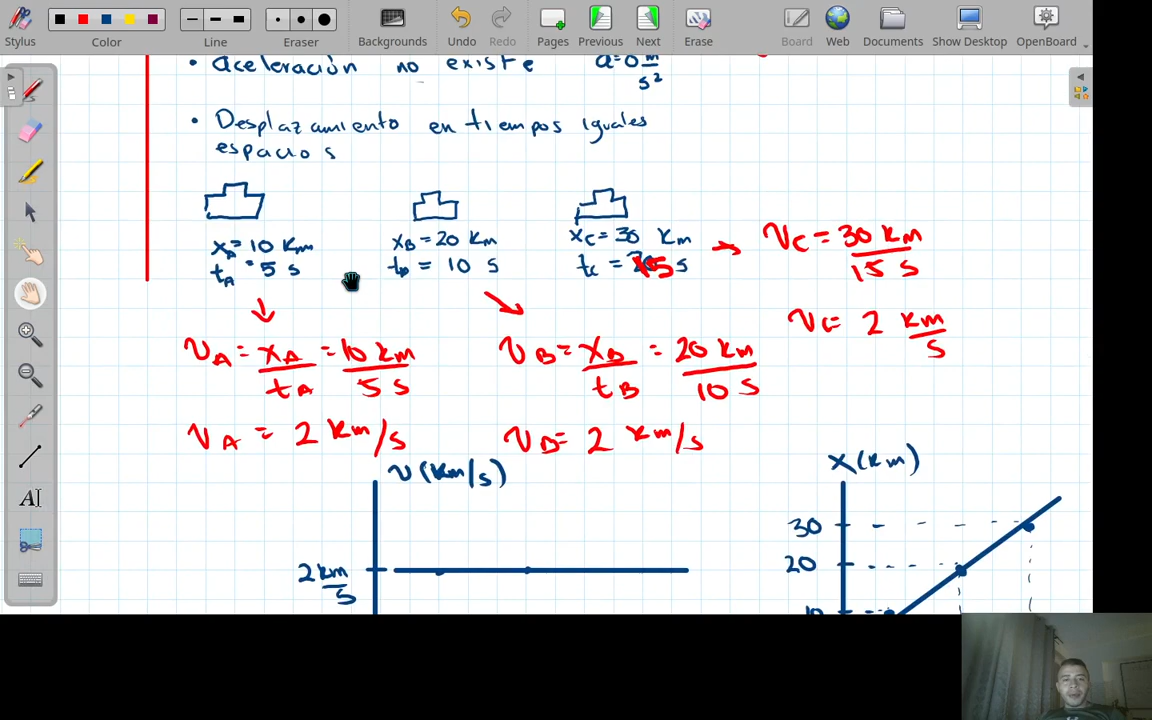 Stylus
Color
Line
Eraser
Backgrounds
Undo
Redo
Pages
Previous
Next
Erase
Board
Web
Documents
Show Desktop
OpenBoard
• aceleración no existe a=0 m/s²
• Desplazamiento en tiempos iguales
espacios
xA=10 Km
tA=5 s
xB=20 Km
tB=10 s
xC=30 Km
tC=15 s
→ vC=30 km/15 s
vC=2 km/s
vA=xA/tA=10 km/5 s
vB=xB/tB=20 km/10 s
vA=2 km/s
vB=2 km/s
v(km/s)
2km/s
x(km)
30
20
10
AI